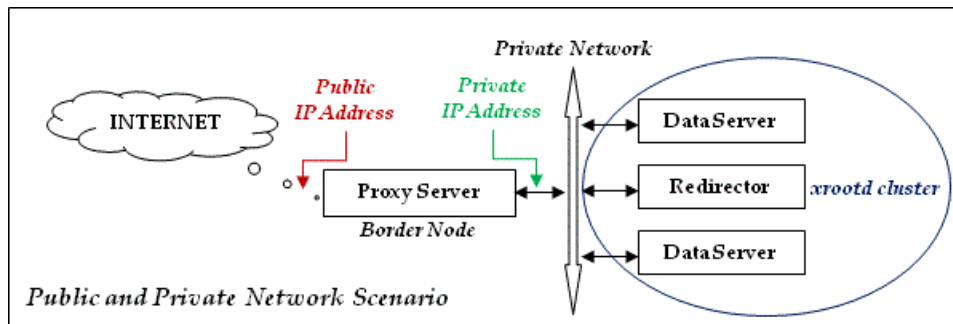 Private Network
Public
IP Address
Private
IP Address
INTERNET
DataServer
Proxy Server
Redirector
xrootd cluster
Border Node
DataServer
Public and Private Network Scenario